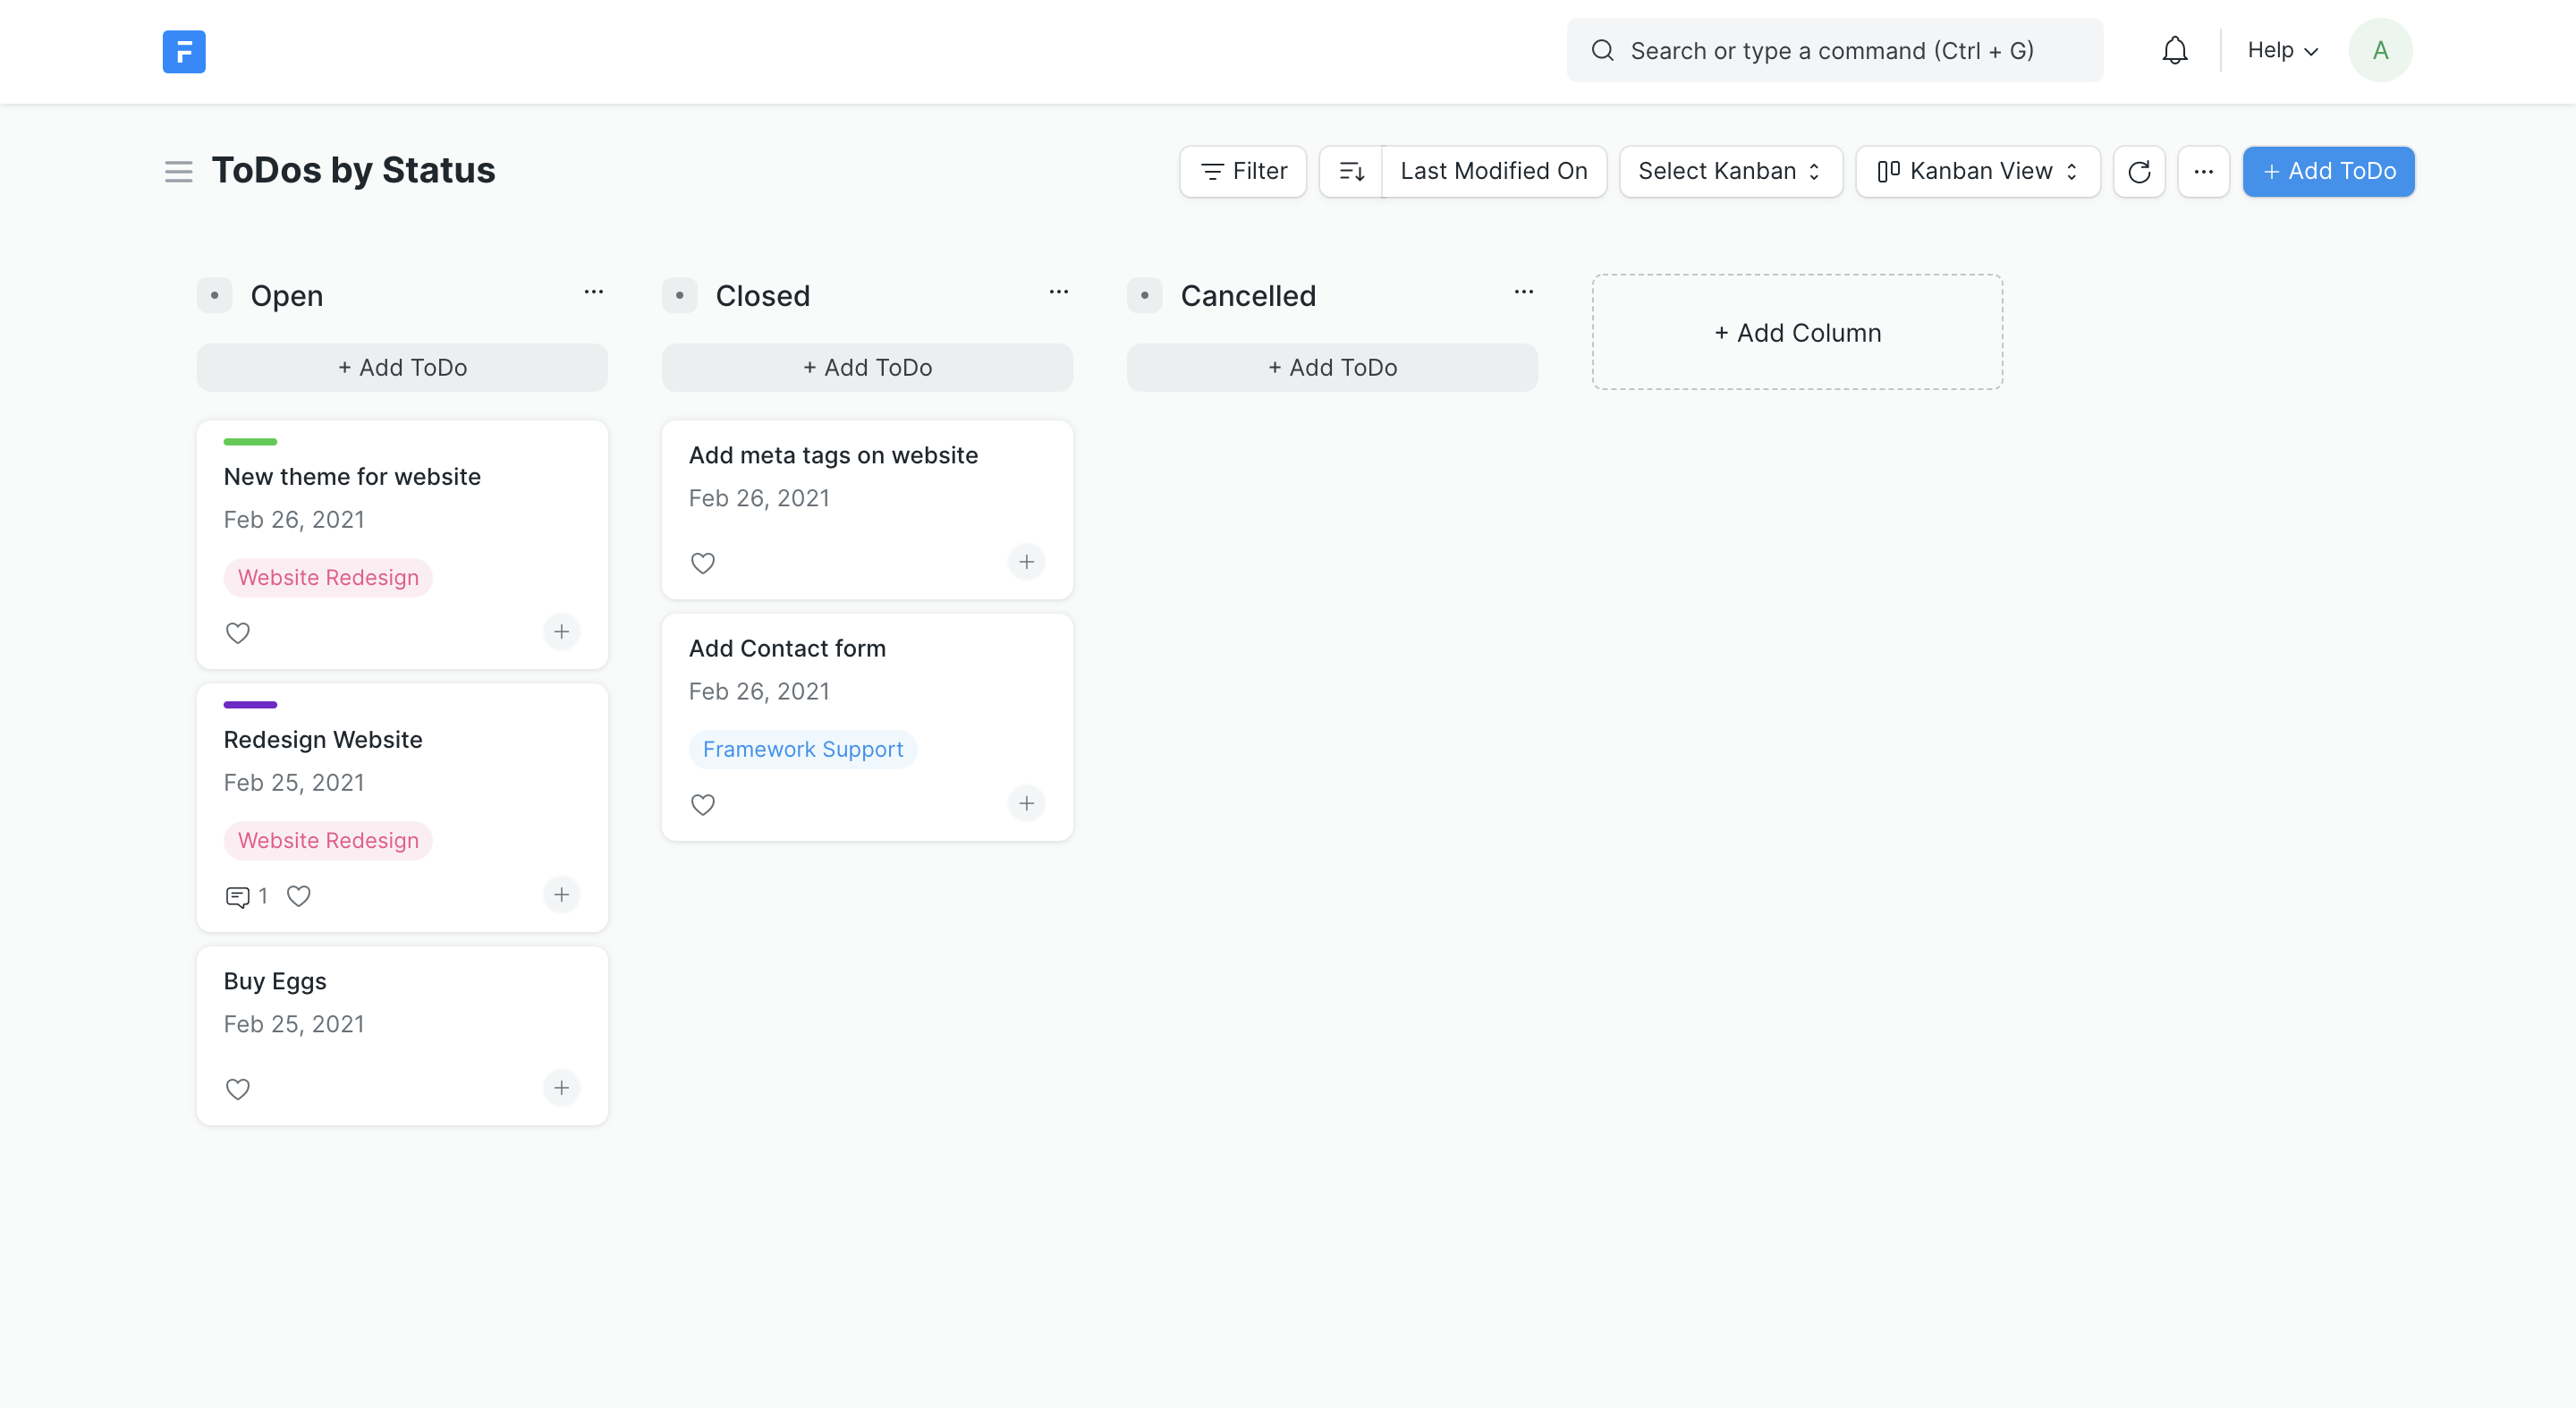 F
Search or type a command (Ctrl + G)
Help
A
ToDos by Status
Filter
Last Modified On
Select Kanban
Kanban View
+ Add ToDo
Open
+ Add ToDo
New theme for website
Feb 26, 2021
Website Redesign
Redesign Website
Feb 25, 2021
Website Redesign
1
Buy Eggs
Feb 25, 2021
Closed
+ Add ToDo
Add meta tags on website
Feb 26, 2021
Add Contact form
Feb 26, 2021
Framework Support
Cancelled
+ Add ToDo
+ Add Column